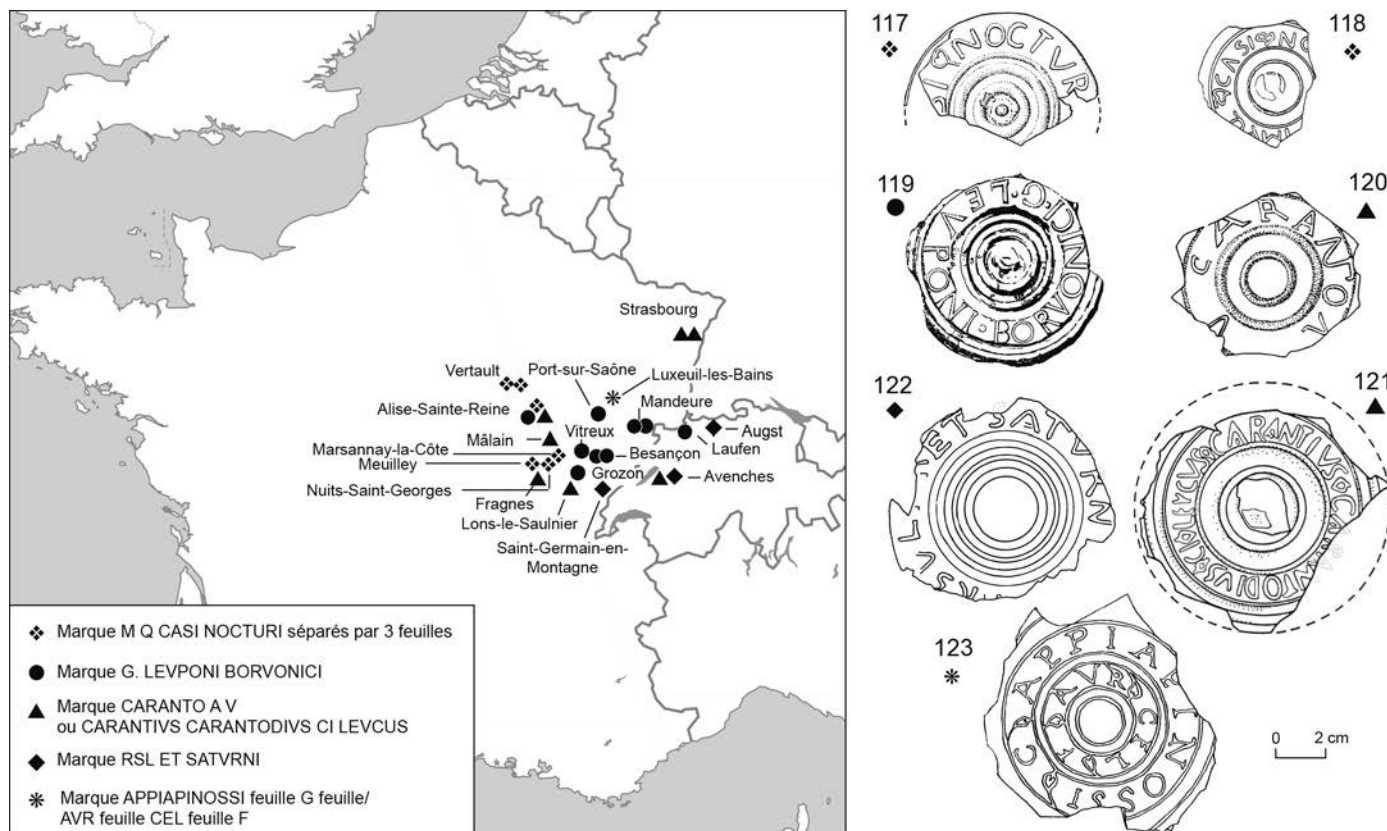 Strasbourg
Vertault
Port-sur-Saône
Luxeuil-les-Bains
Alise-Sainte-Reine
Mandeure
Mâlain
Vitreux
Augst
Laufen
Marsannay-la-Côte
Besançon
Meuilley
Grozon
Avenches
Nuits-Saint-Georges
Fragnes
Lons-le-Saulnier
Saint-Germain-en-
Montagne
Marque M Q CASI NOCTURI séparés par 3 feuilles
Marque G. LEVPONI BORVONICI
Marque CARANTO A V
ou CARANTIVS CARANTODIVS CI LEVCUS
Marque RSL ET SATVRNI
Marque APPIAPINOSSI feuille G feuille/
AVR feuille CEL feuille F
117
NOCTVR
118
CASI NO
119
G·LEVPONI·BORVONICI
120
CARANTO
A V
122
RSL ET SATVRN
121
CARANTIVS
123
0 2 cm